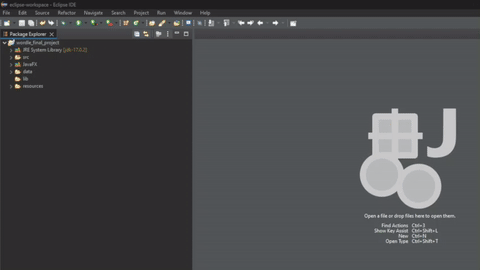 eclipse-workspace - Eclipse IDE
File Edit Source Refactor Navigate Search Project Run Window Help
Package Explorer
wordle_final_project
JRE System Library [jdk-17.0.2]
src
JavaFX
data
lib
resources
Open a file or drop files here to open them.
Find Actions Ctrl+3
Show Key Assist Ctrl+Shift+L
New Ctrl+N
Open Type Ctrl+Shift+T